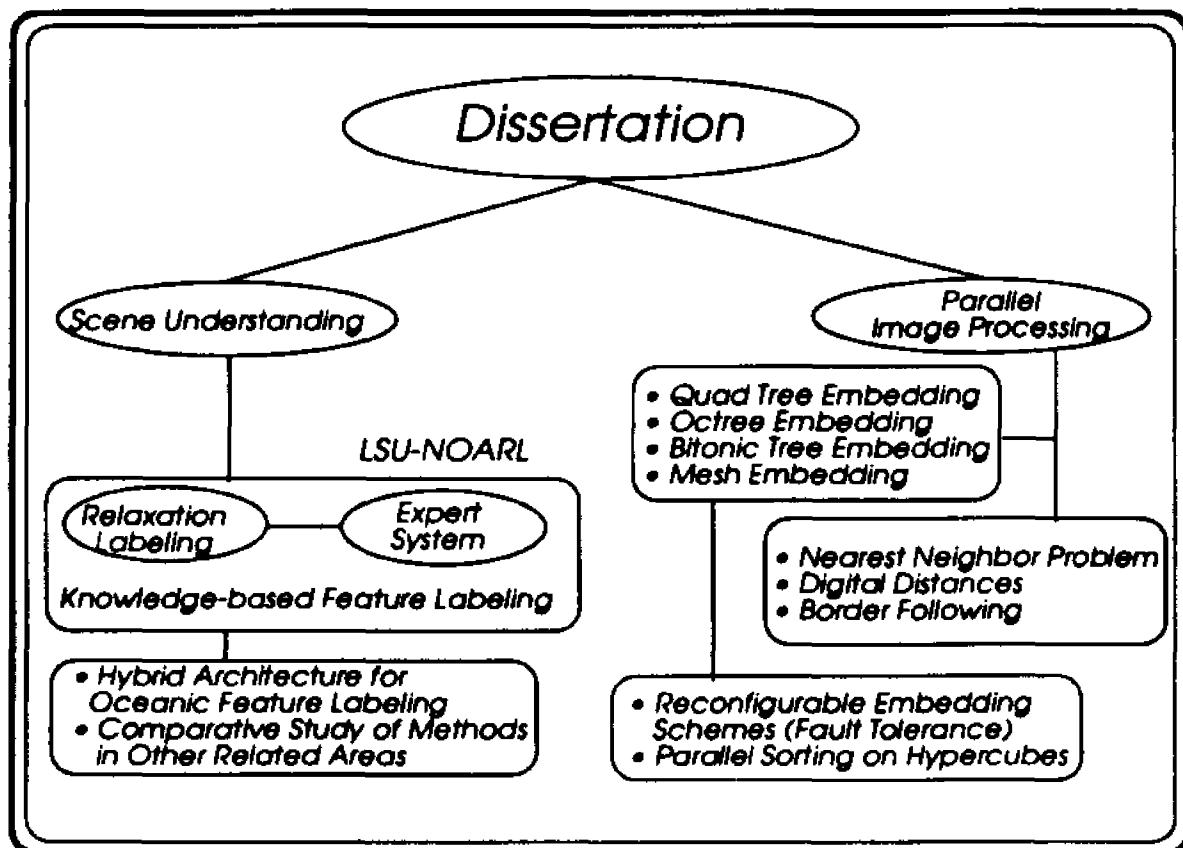 Dissertation
Scene Understanding
Parallel
Image Processing
LSU-NOARL
Relaxation
Labeling
Expert
System
Knowledge-based Feature Labeling
• Hybrid Architecture for
Oceanic Feature Labeling
• Comparative Study of Methods
in Other Related Areas
• Quad Tree Embedding
• Octree Embedding
• Bitonic Tree Embedding
• Mesh Embedding
• Nearest Neighbor Problem
• Digital Distances
• Border Following
• Reconfigurable Embedding
Schemes (Fault Tolerance)
• Parallel Sorting on Hypercubes